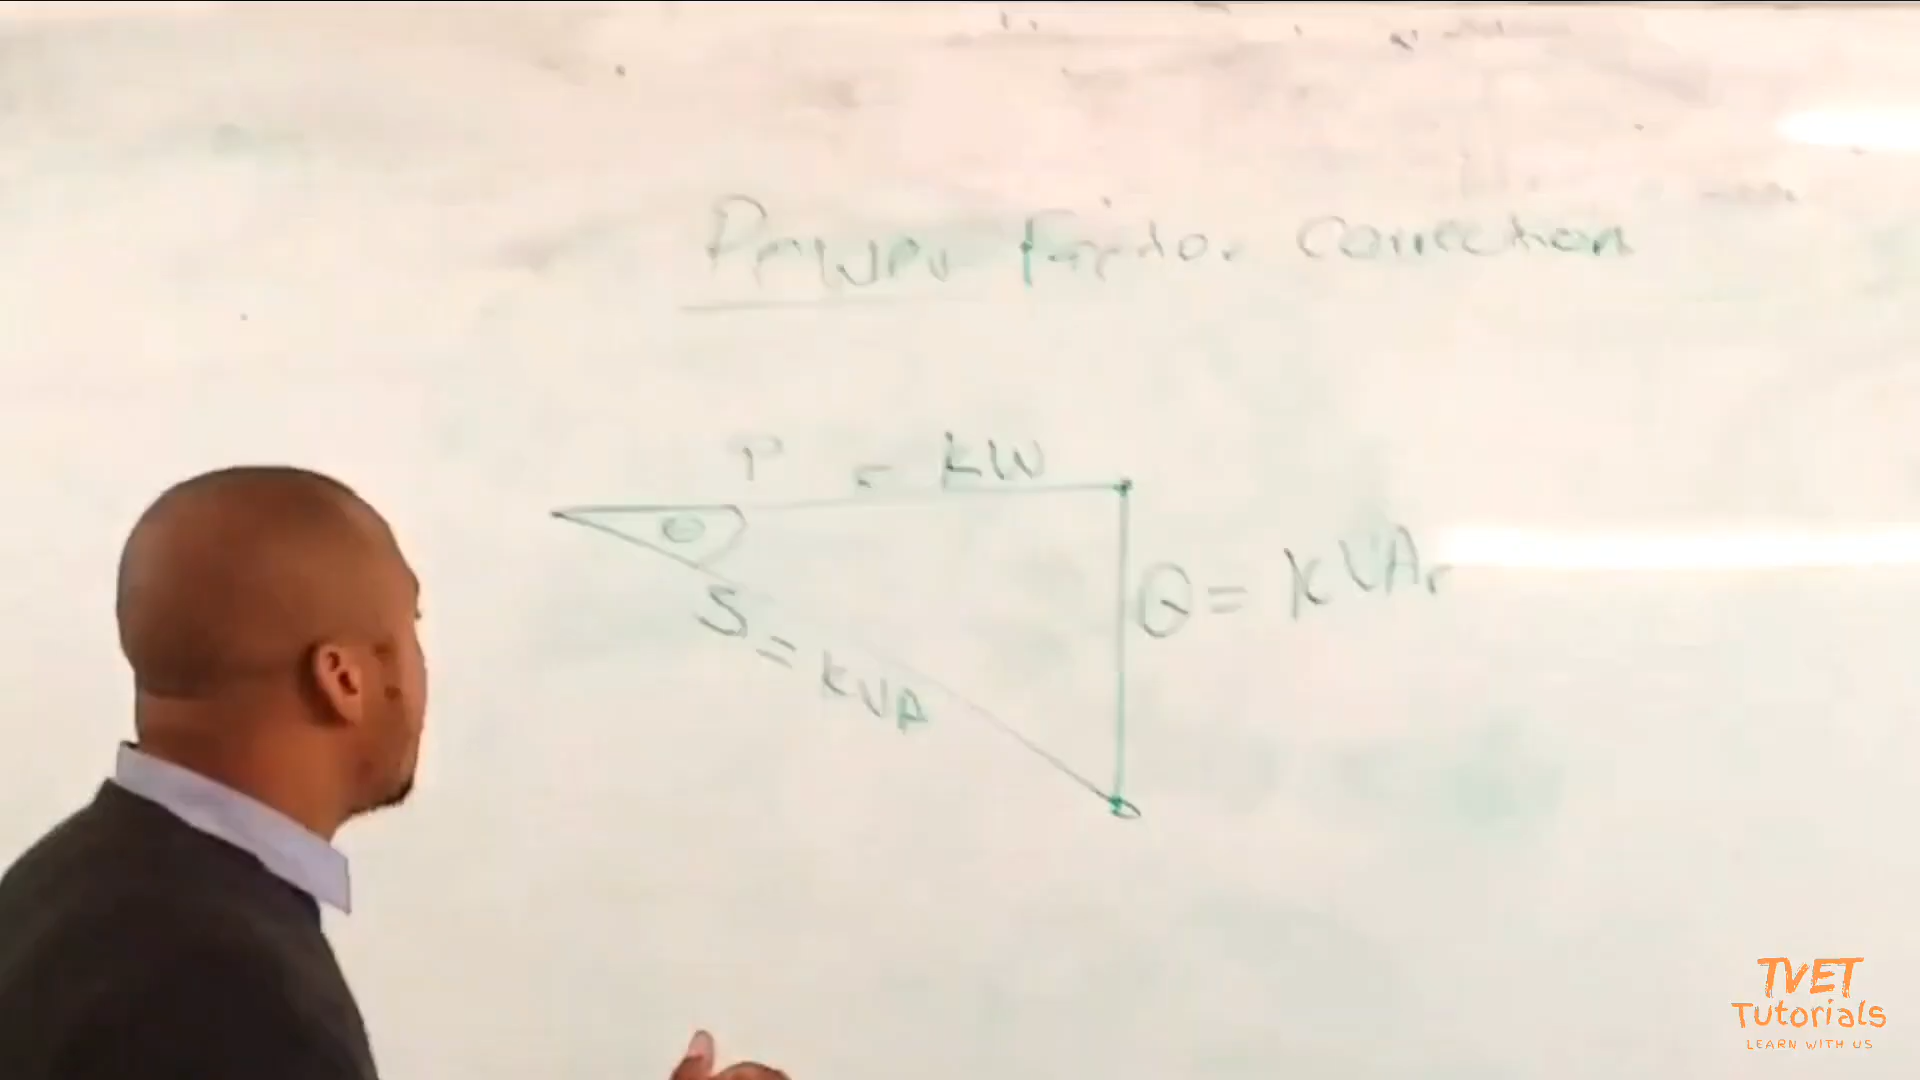 Power factor correction
P = kW
θ
Q = KVAr
S = kVA
TVET
Tutorials
LEARN WITH US